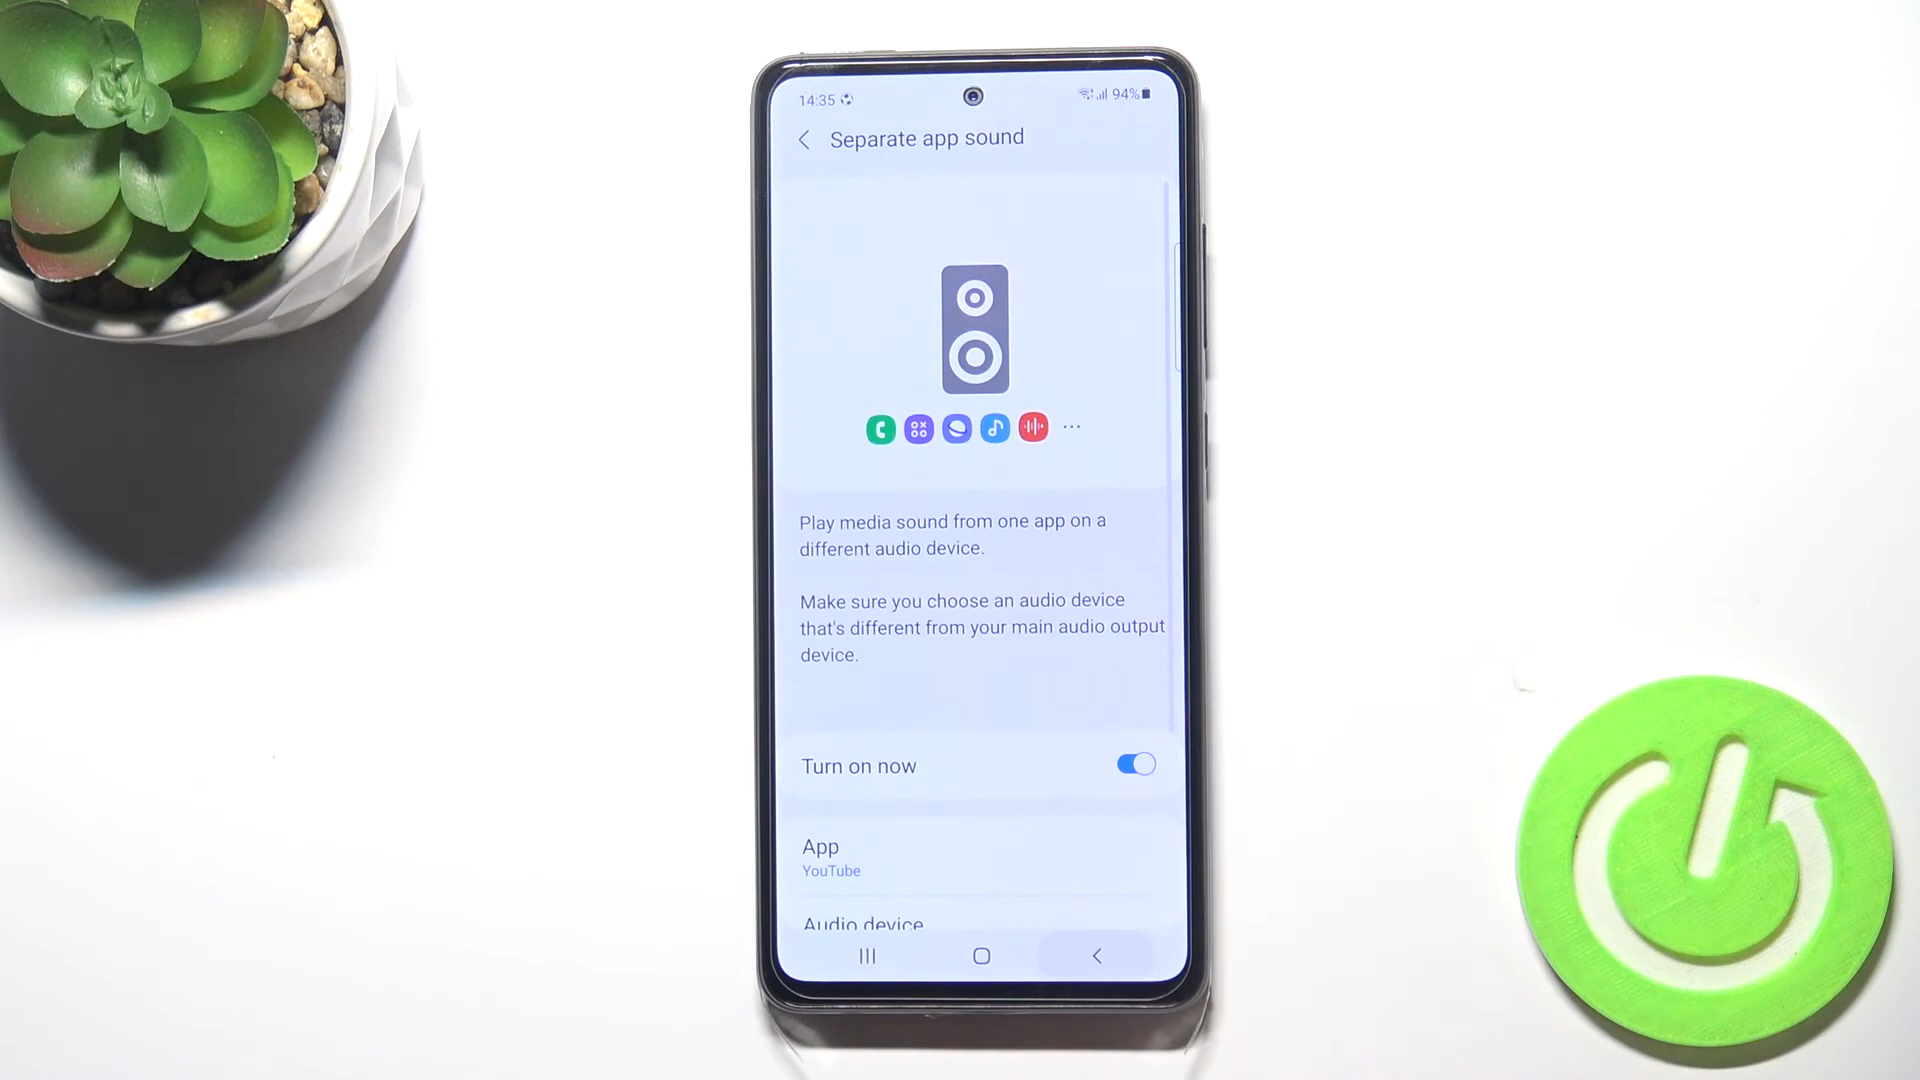 14:35
94%
Separate app sound
Play media sound from one app on a
different audio device.
Make sure you choose an audio device
that's different from your main audio output
device.
Turn on now
App
YouTube
Audio device